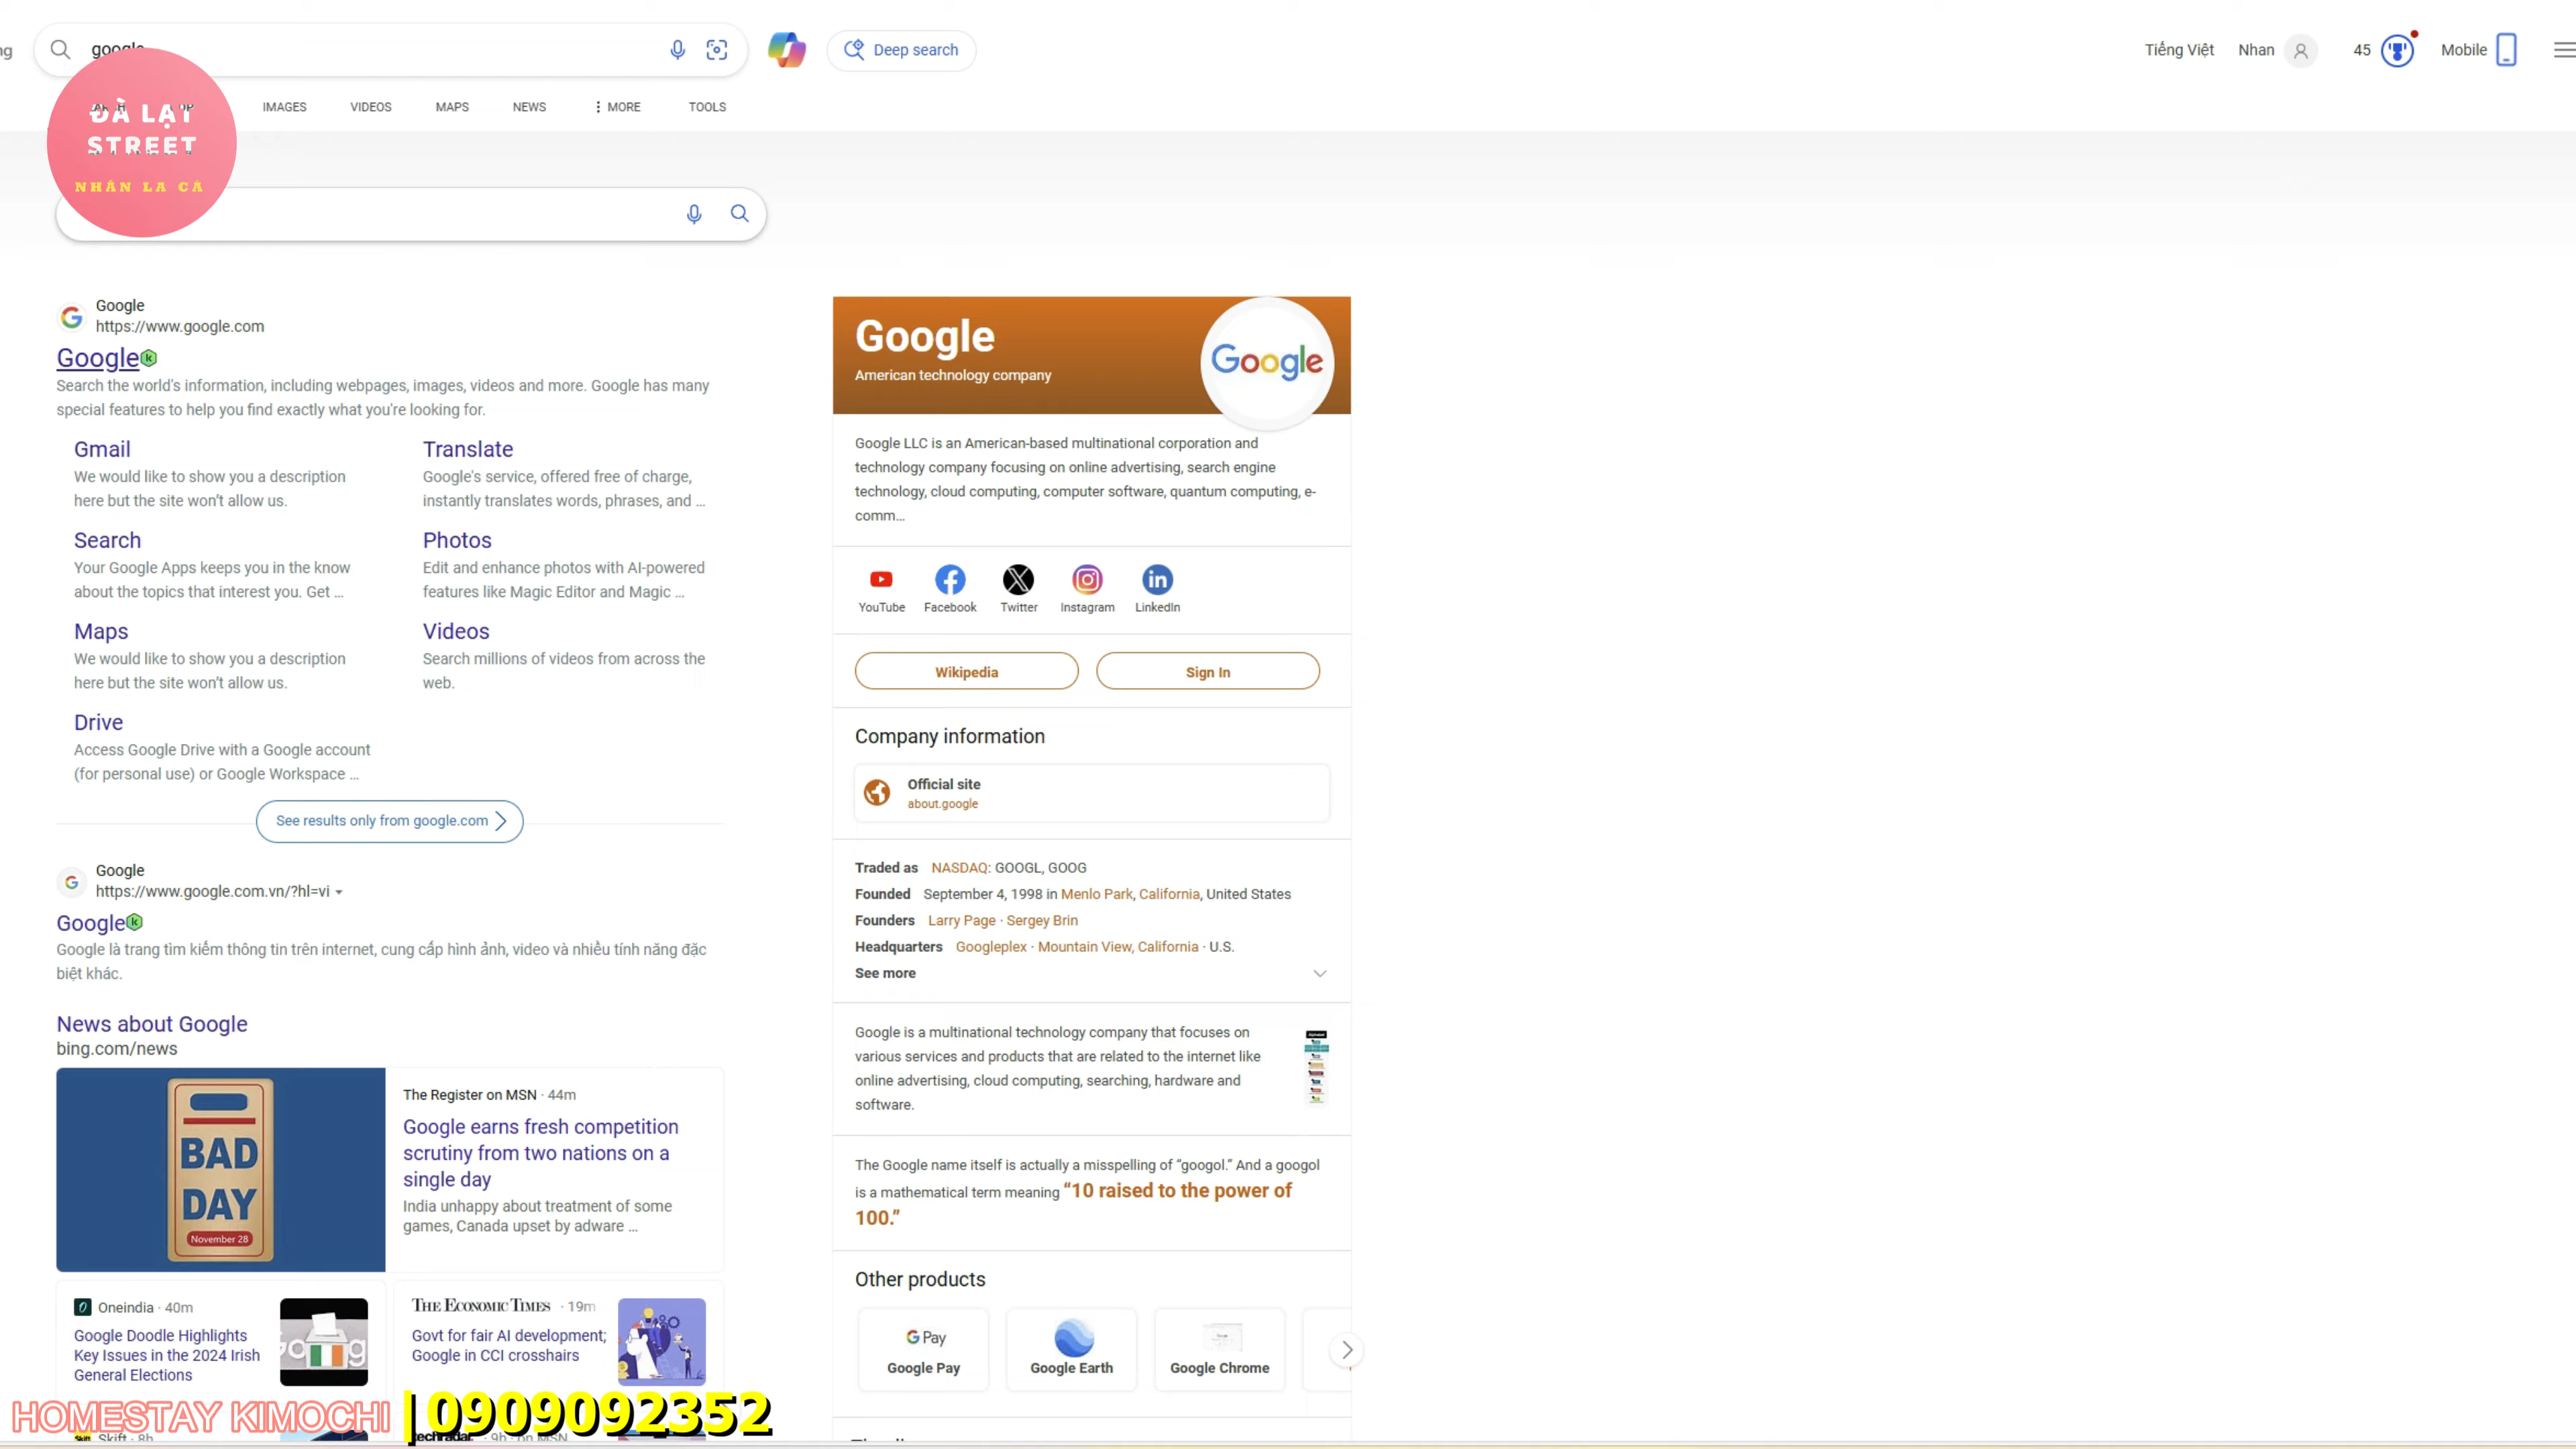 google
Deep search
Tiếng Việt
Nhan
45
Mobile
IMAGES
VIDEOS
MAPS
NEWS
MORE
TOOLS
ĐÀ LẠT
STREET
NHÂN LA CÀ
Google
https://www.google.com
Google
Search the world's information, including webpages, images, videos and more. Google has many
special features to help you find exactly what you're looking for.
Gmail
We would like to show you a description
here but the site won't allow us.
Translate
Google's service, offered free of charge,
instantly translates words, phrases, and ...
Search
Your Google Apps keeps you in the know
about the topics that interest you. Get ...
Photos
Edit and enhance photos with AI-powered
features like Magic Editor and Magic ...
Maps
We would like to show you a description
here but the site won't allow us.
Videos
Search millions of videos from across the
web.
Drive
Access Google Drive with a Google account
(for personal use) or Google Workspace ...
See results only from google.com
Google
https://www.google.com.vn/?hl=vi
Google
Google là trang tìm kiếm thông tin trên internet, cung cấp hình ảnh, video và nhiều tính năng đặc
biệt khác.
News about Google
bing.com/news
BAD
DAY
November 28
The Register on MSN · 44m
Google earns fresh competition
scrutiny from two nations on a
single day
India unhappy about treatment of some
games, Canada upset by adware ...
Oneindia · 40m
Google Doodle Highlights
Key Issues in the 2024 Irish
General Elections
THE ECONOMIC TIMES · 19m
Govt for fair AI development;
Google in CCI crosshairs
Skift · 8h
techradar · 9h · on MSN
HOMESTAY KIMOCHI | 0909092352
Google
American technology company
Google
Google LLC is an American-based multinational corporation and
technology company focusing on online advertising, search engine
technology, cloud computing, computer software, quantum computing, e-
comm...
YouTube
Facebook
Twitter
Instagram
LinkedIn
Wikipedia
Sign In
Company information
Official site
about.google
Traded as NASDAQ: GOOGL, GOOG
Founded September 4, 1998 in Menlo Park, California, United States
Founders Larry Page · Sergey Brin
Headquarters Googleplex · Mountain View, California · U.S.
See more
Google is a multinational technology company that focuses on
various services and products that are related to the internet like
online advertising, cloud computing, searching, hardware and
software.
The Google name itself is actually a misspelling of “googol.” And a googol
is a mathematical term meaning “10 raised to the power of
100.”
Other products
G Pay
Google Pay
Google Earth
Google Chrome